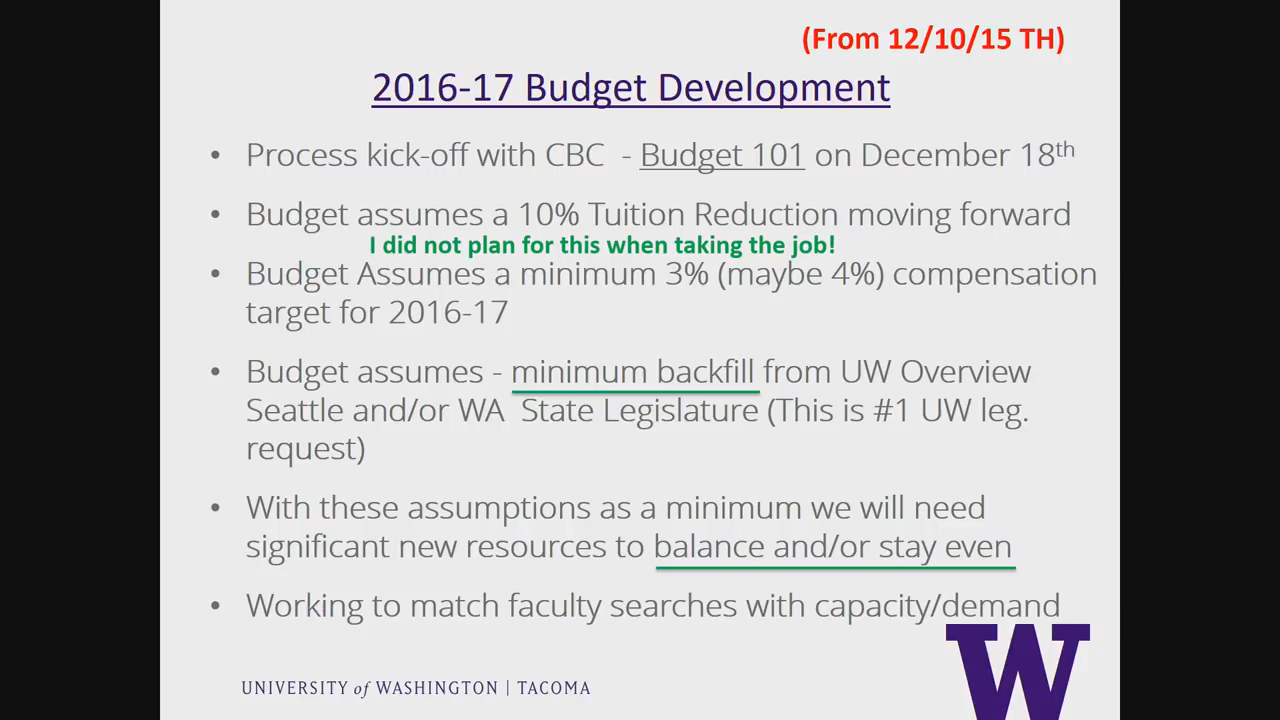 (From 12/10/15 TH)
2016-17 Budget Development
• Process kick-off with CBC - Budget 101 on December 18th
• Budget assumes a 10% Tuition Reduction moving forward
I did not plan for this when taking the job!
• Budget Assumes a minimum 3% (maybe 4%) compensation
target for 2016-17
• Budget assumes - minimum backfill from UW Overview
Seattle and/or WA State Legislature (This is #1 UW leg.
request)
• With these assumptions as a minimum we will need
significant new resources to balance and/or stay even
• Working to match faculty searches with capacity/demand
UNIVERSITY of WASHINGTON | TACOMA
W